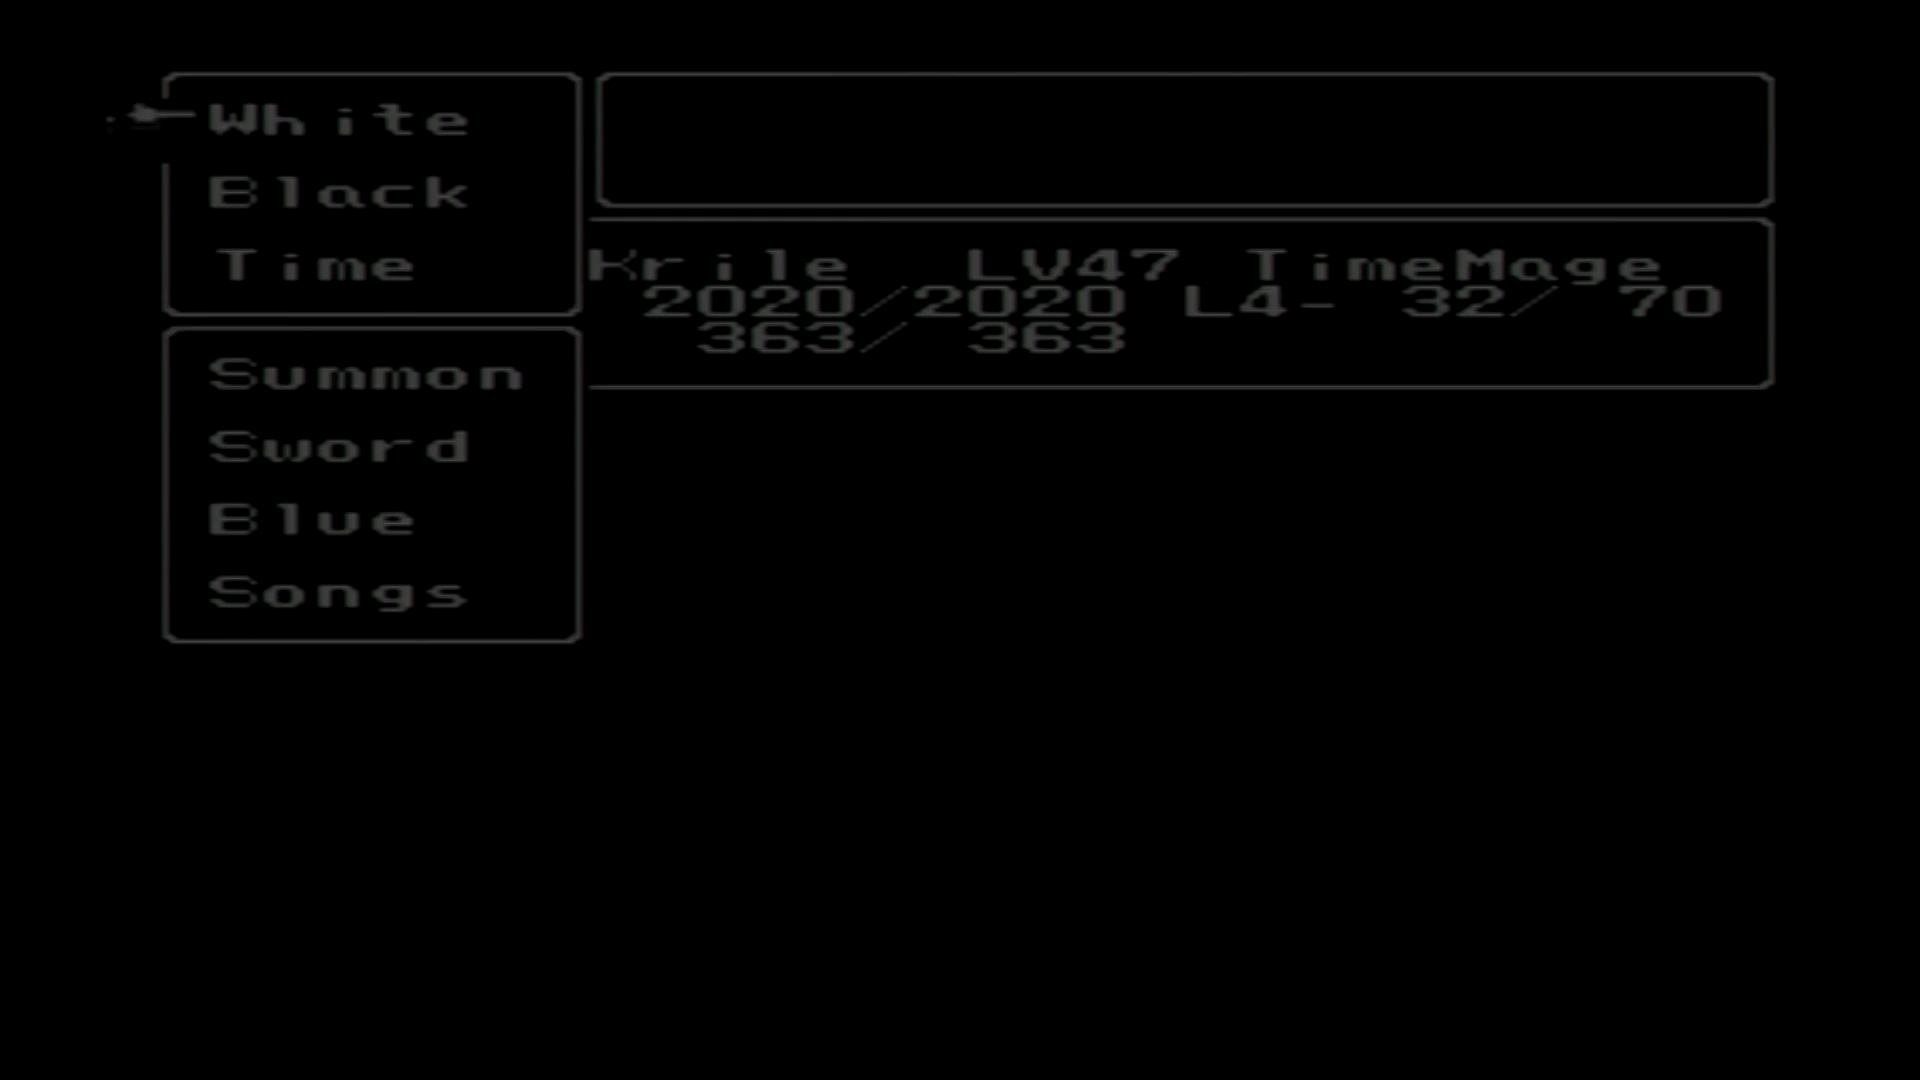 White
Black
Time
Summon
Sword
Blue
Songs
Krile LV47 TimeMage
2020/2020 L4- 32/ 70
363/ 363